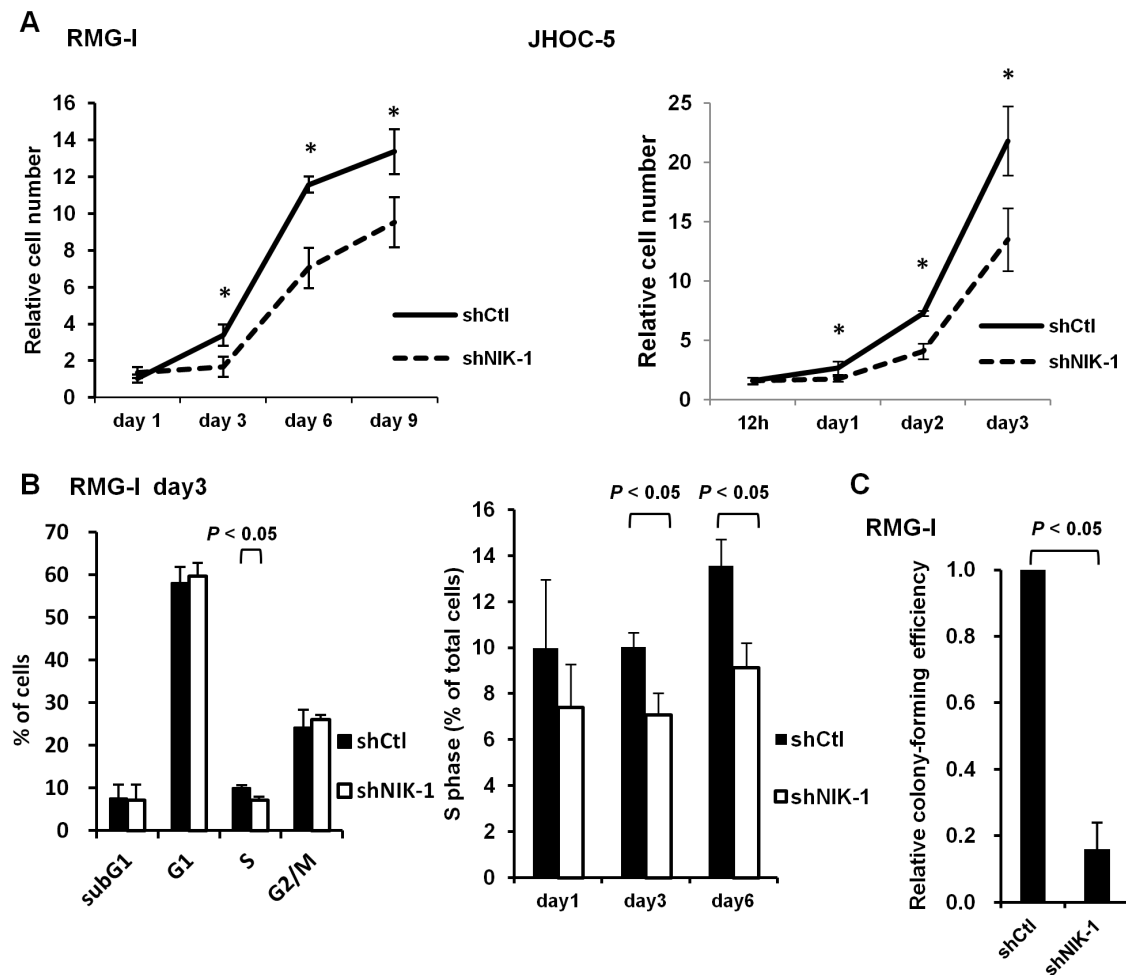 A
RMG-I
JHOC-5
Relative cell number
16
14
12
10
8
6
4
2
0
*
*
*
day 1
day 3
day 6
day 9
shCtl
shNIK-1
Relative cell number
25
20
15
10
5
0
*
*
*
12h
day1
day2
day3
shCtl
shNIK-1
B
RMG-I day3
% of cells
70
60
50
40
30
20
10
0
P < 0.05
subG1
G1
S
G2/M
shCtl
shNIK-1
S phase (% of total cells)
16
14
12
10
8
6
4
2
0
P < 0.05
P < 0.05
day1
day3
day6
shCtl
shNIK-1
C
RMG-I
P < 0.05
Relative colony-forming efficiency
1.0
0.8
0.6
0.4
0.2
0.0
shCtl
shNIK-1